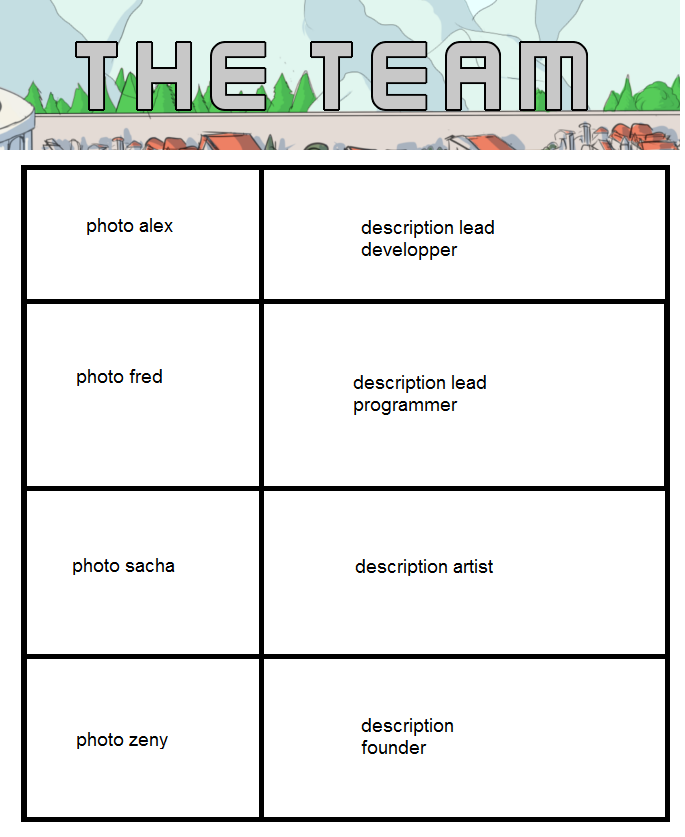 THE TEAM
photo alex
description lead
developper
photo fred
description lead
programmer
photo sacha
description artist
photo zeny
description
founder